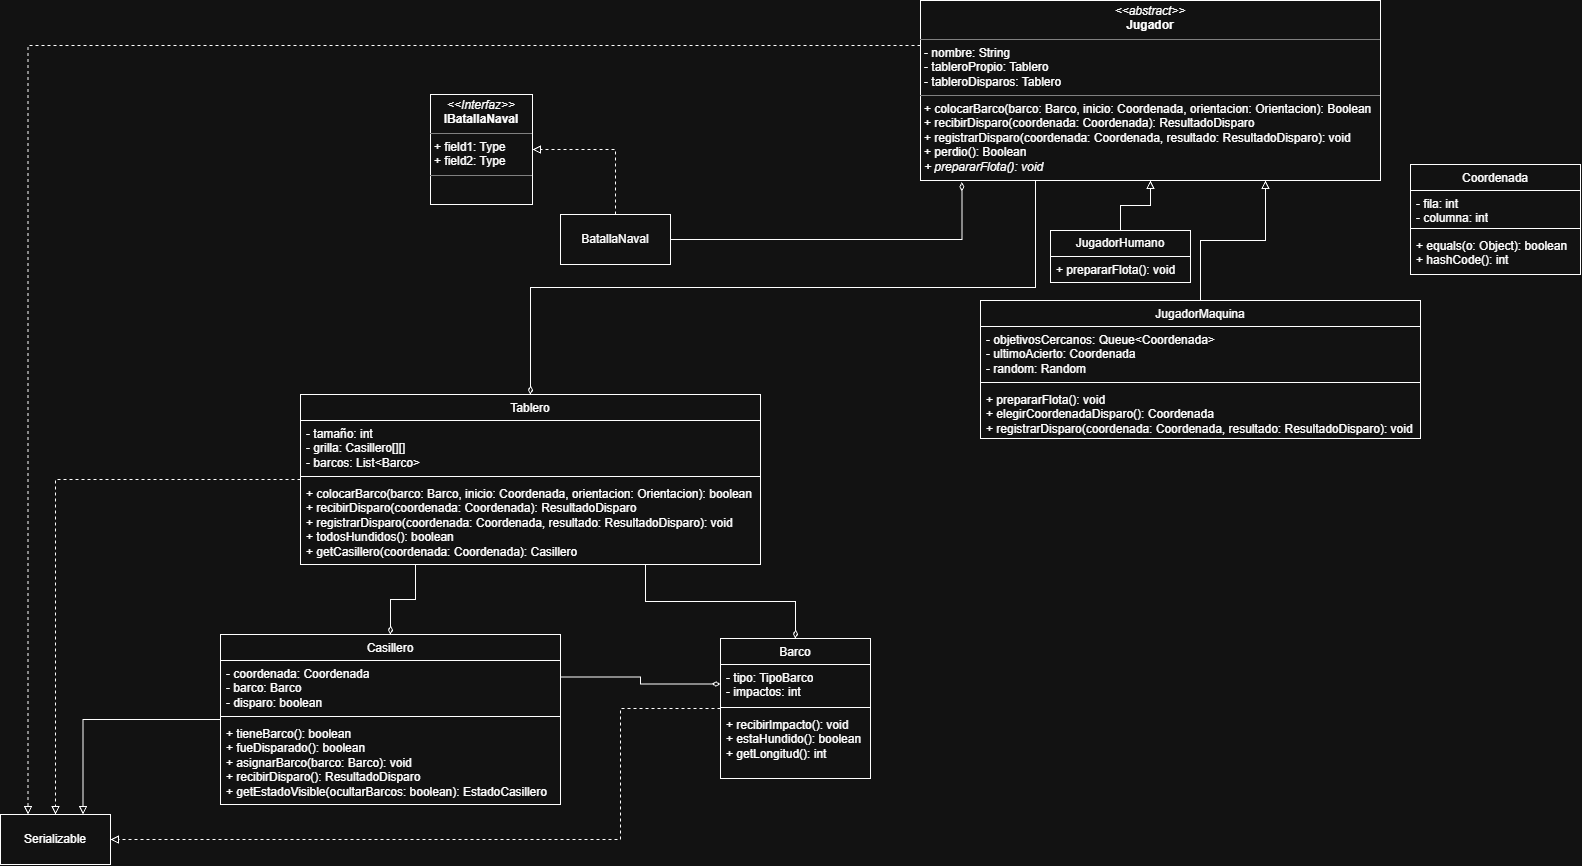 <<abstract>>
Jugador
- nombre: String
- tableroPropio: Tablero
- tableroDisparos: Tablero
+ colocarBarco(barco: Barco, inicio: Coordenada, orientacion: Orientacion): Boolean
+ recibirDisparo(coordenada: Coordenada): ResultadoDisparo
+ registrarDisparo(coordenada: Coordenada, resultado: ResultadoDisparo): void
+ perdio(): Boolean
+ prepararFlota(): void
<<Interfaz>>
IBatallaNaval
+ field1: Type
+ field2: Type
BatallaNaval
Coordenada
- fila: int
- columna: int
+ equals(o: Object): boolean
+ hashCode(): int
JugadorHumano
+ prepararFlota(): void
JugadorMaquina
- objetivosCercanos: Queue<Coordenada>
- ultimoAcierto: Coordenada
- random: Random
+ prepararFlota(): void
+ elegirCoordenadaDisparo(): Coordenada
+ registrarDisparo(coordenada: Coordenada, resultado: ResultadoDisparo): void
Tablero
- tamaño: int
- grilla: Casillero[][]
- barcos: List<Barco>
+ colocarBarco(barco: Barco, inicio: Coordenada, orientacion: Orientacion): boolean
+ recibirDisparo(coordenada: Coordenada): ResultadoDisparo
+ registrarDisparo(coordenada: Coordenada, resultado: ResultadoDisparo): void
+ todosHundidos(): boolean
+ getCasillero(coordenada: Coordenada): Casillero
Casillero
- coordenada: Coordenada
- barco: Barco
- disparo: boolean
+ tieneBarco(): boolean
+ fueDisparado(): boolean
+ asignarBarco(barco: Barco): void
+ recibirDisparo(): ResultadoDisparo
+ getEstadoVisible(ocultarBarcos: boolean): EstadoCasillero
Barco
- tipo: TipoBarco
- impactos: int
+ recibirImpacto(): void
+ estaHundido(): boolean
+ getLongitud(): int
Serializable